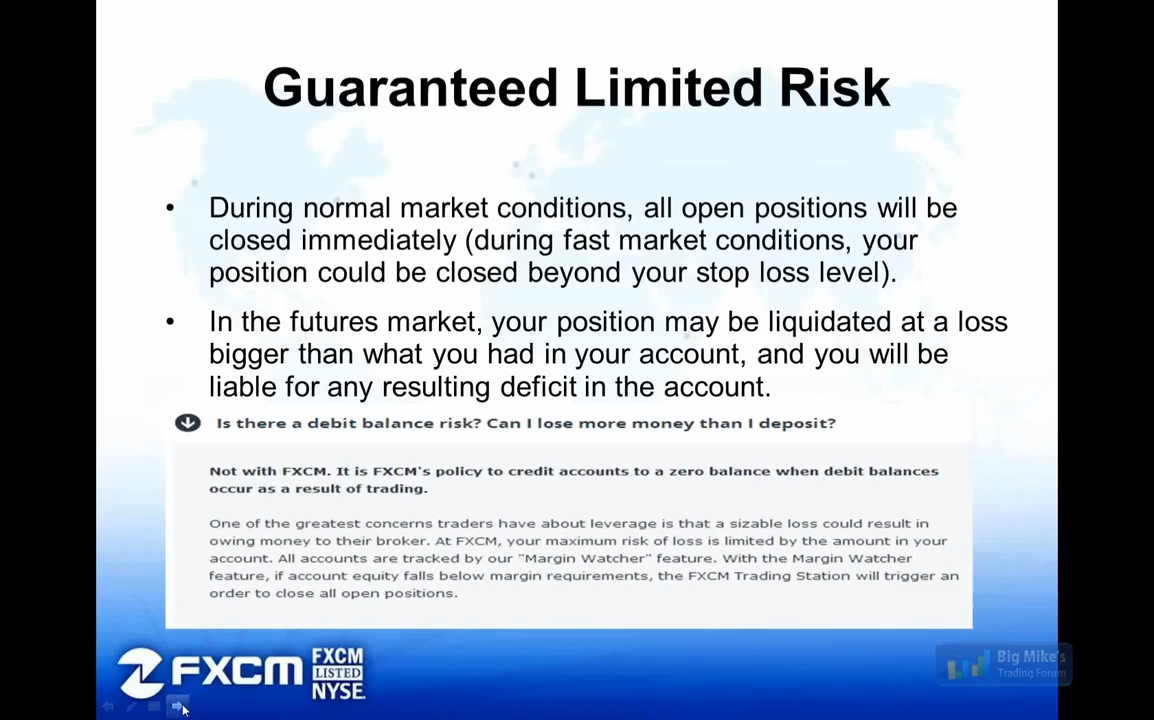 Guaranteed Limited Risk
• During normal market conditions, all open positions will be
closed immediately (during fast market conditions, your
position could be closed beyond your stop loss level).
• In the futures market, your position may be liquidated at a loss
bigger than what you had in your account, and you will be
liable for any resulting deficit in the account.
Is there a debit balance risk? Can I lose more money than I deposit?
Not with FXCM. It is FXCM's policy to credit accounts to a zero balance when debit balances
occur as a result of trading.
One of the greatest concerns traders have about leverage is that a sizable loss could result in
owing money to their broker. At FXCM, your maximum risk of loss is limited by the amount in your
account. All accounts are tracked by our "Margin Watcher" feature. With the Margin Watcher
feature, if account equity falls below margin requirements, the FXCM Trading Station will trigger an
order to close all open positions.
FXCM
FXCM
LISTED
NYSE.
Big Mike's
Trading Forum